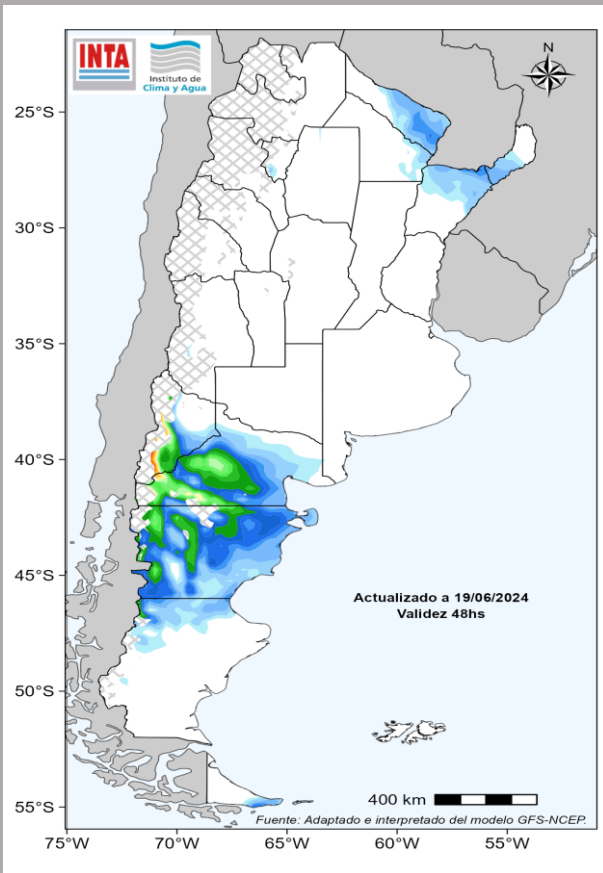 INTA
Instituto de
Clima y Agua
N
25°S
30°S
35°S
40°S
45°S
50°S
55°S
Actualizado a 19/06/2024
Validez 48hs
400 km
Fuente: Adaptado e interpretado del modelo GFS-NCEP.
75°W
70°W
65°W
60°W
55°W